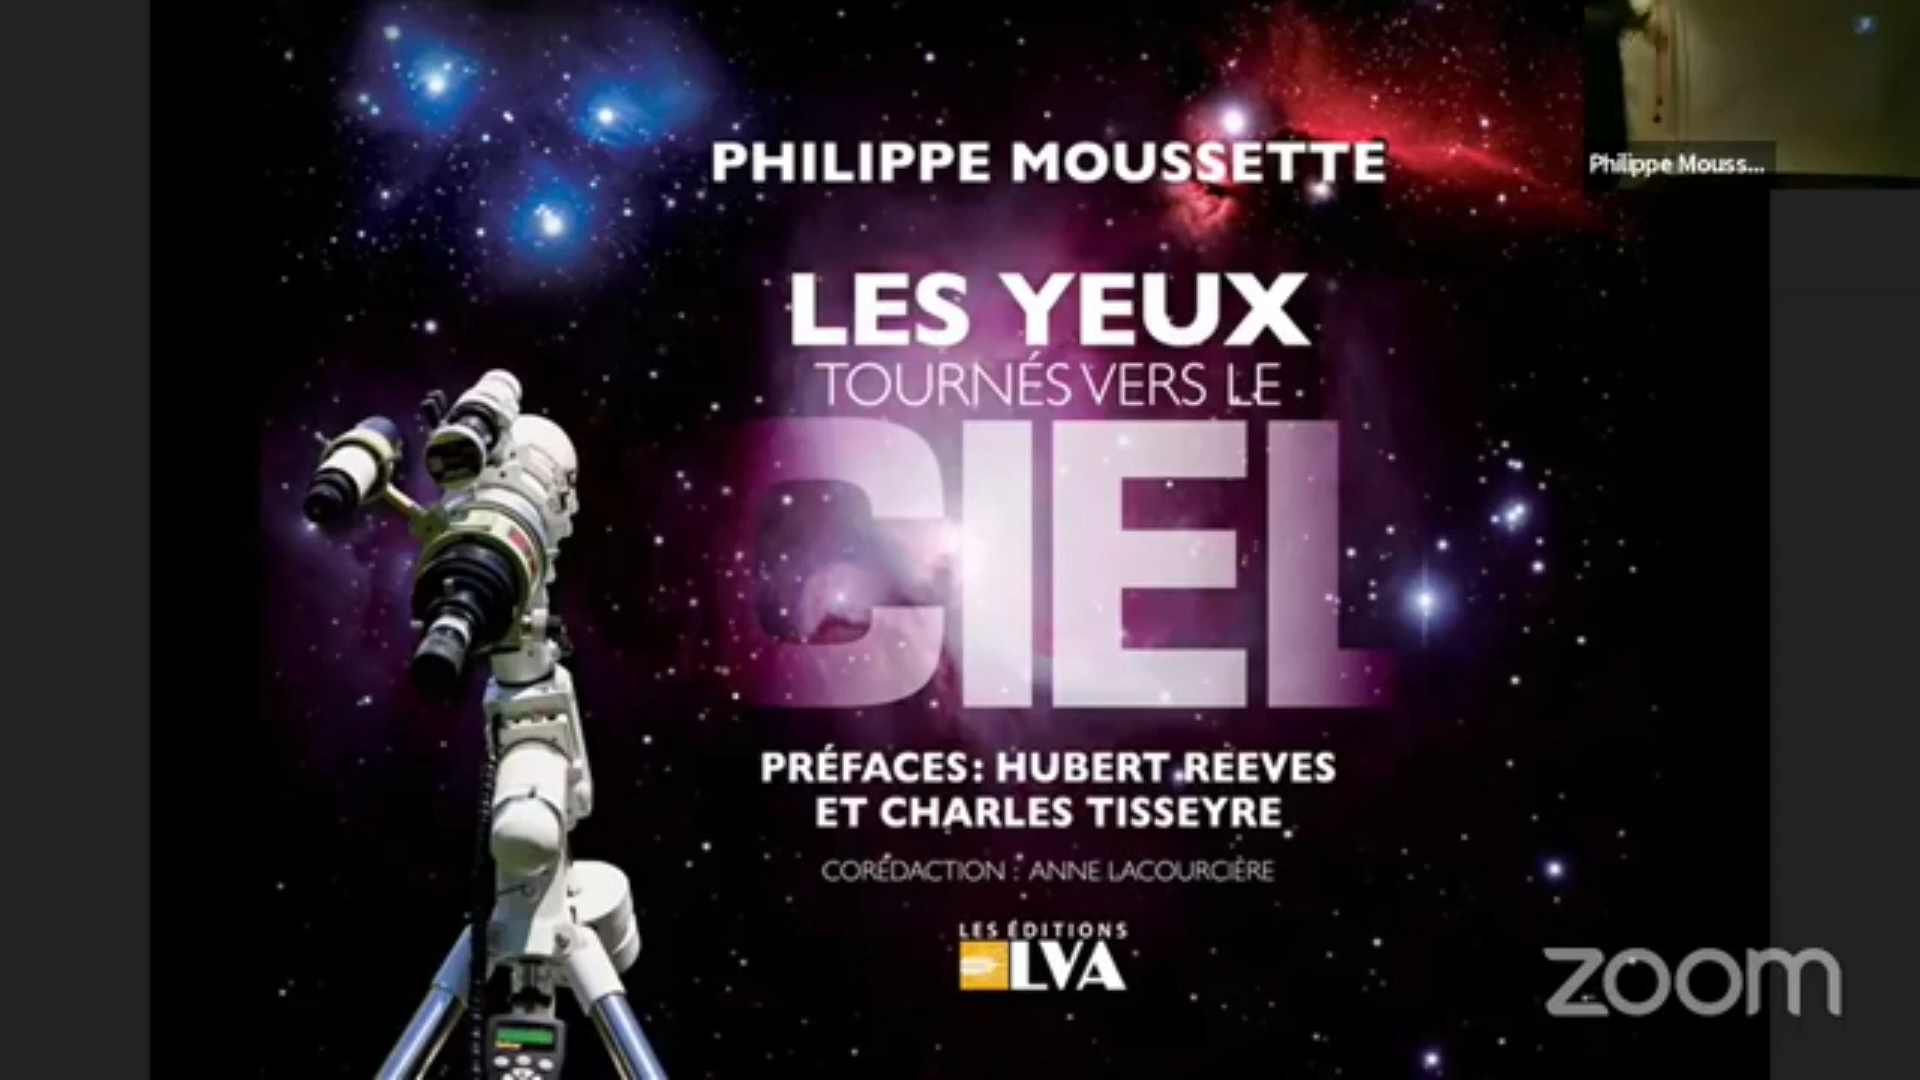 PHILIPPE MOUSSETTE
Philippe Mouss...
LES YEUX
TOURNÉS VERS LE
CIEL
PRÉFACES: HUBERT REEVES
ET CHARLES TISSEYRE
CORÉDACTION : ANNE LACOURCIÈRE
LES ÉDITIONS
LVA
zoom